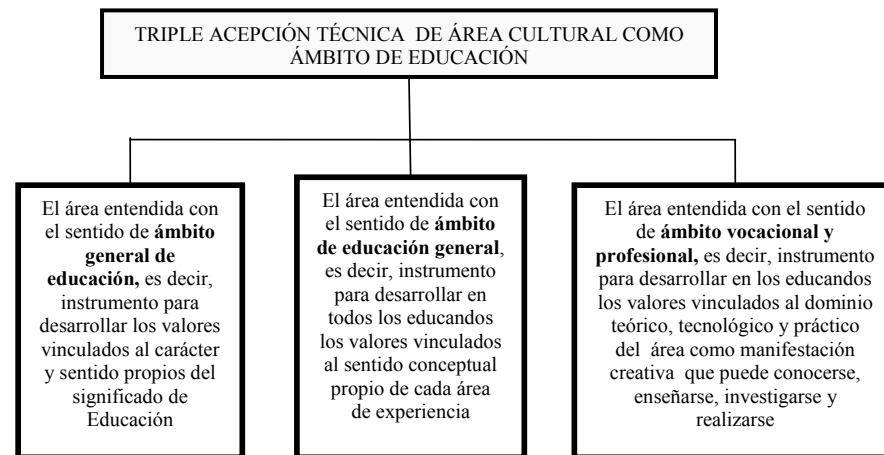 TRIPLE ACEPCIÓN TÉCNICA DE ÁREA CULTURAL COMO
ÁMBITO DE EDUCACIÓN
El área entendida con
el sentido de ámbito
general de
educación, es decir,
instrumento para
desarrollar los valores
vinculados al carácter
y sentido propios del
significado de
Educación
El área entendida con
el sentido de ámbito
de educación general,
es decir, instrumento
para desarrollar en
todos los educandos
los valores vinculados
al sentido conceptual
propio de cada área
de experiencia
El área entendida con el sentido
de ámbito vocacional y
profesional, es decir, instrumento
para desarrollar en los educandos
los valores vinculados al dominio
teórico, tecnológico y práctico
del área como manifestación
creativa que puede conocerse,
enseñarse, investigarse y
realizarse